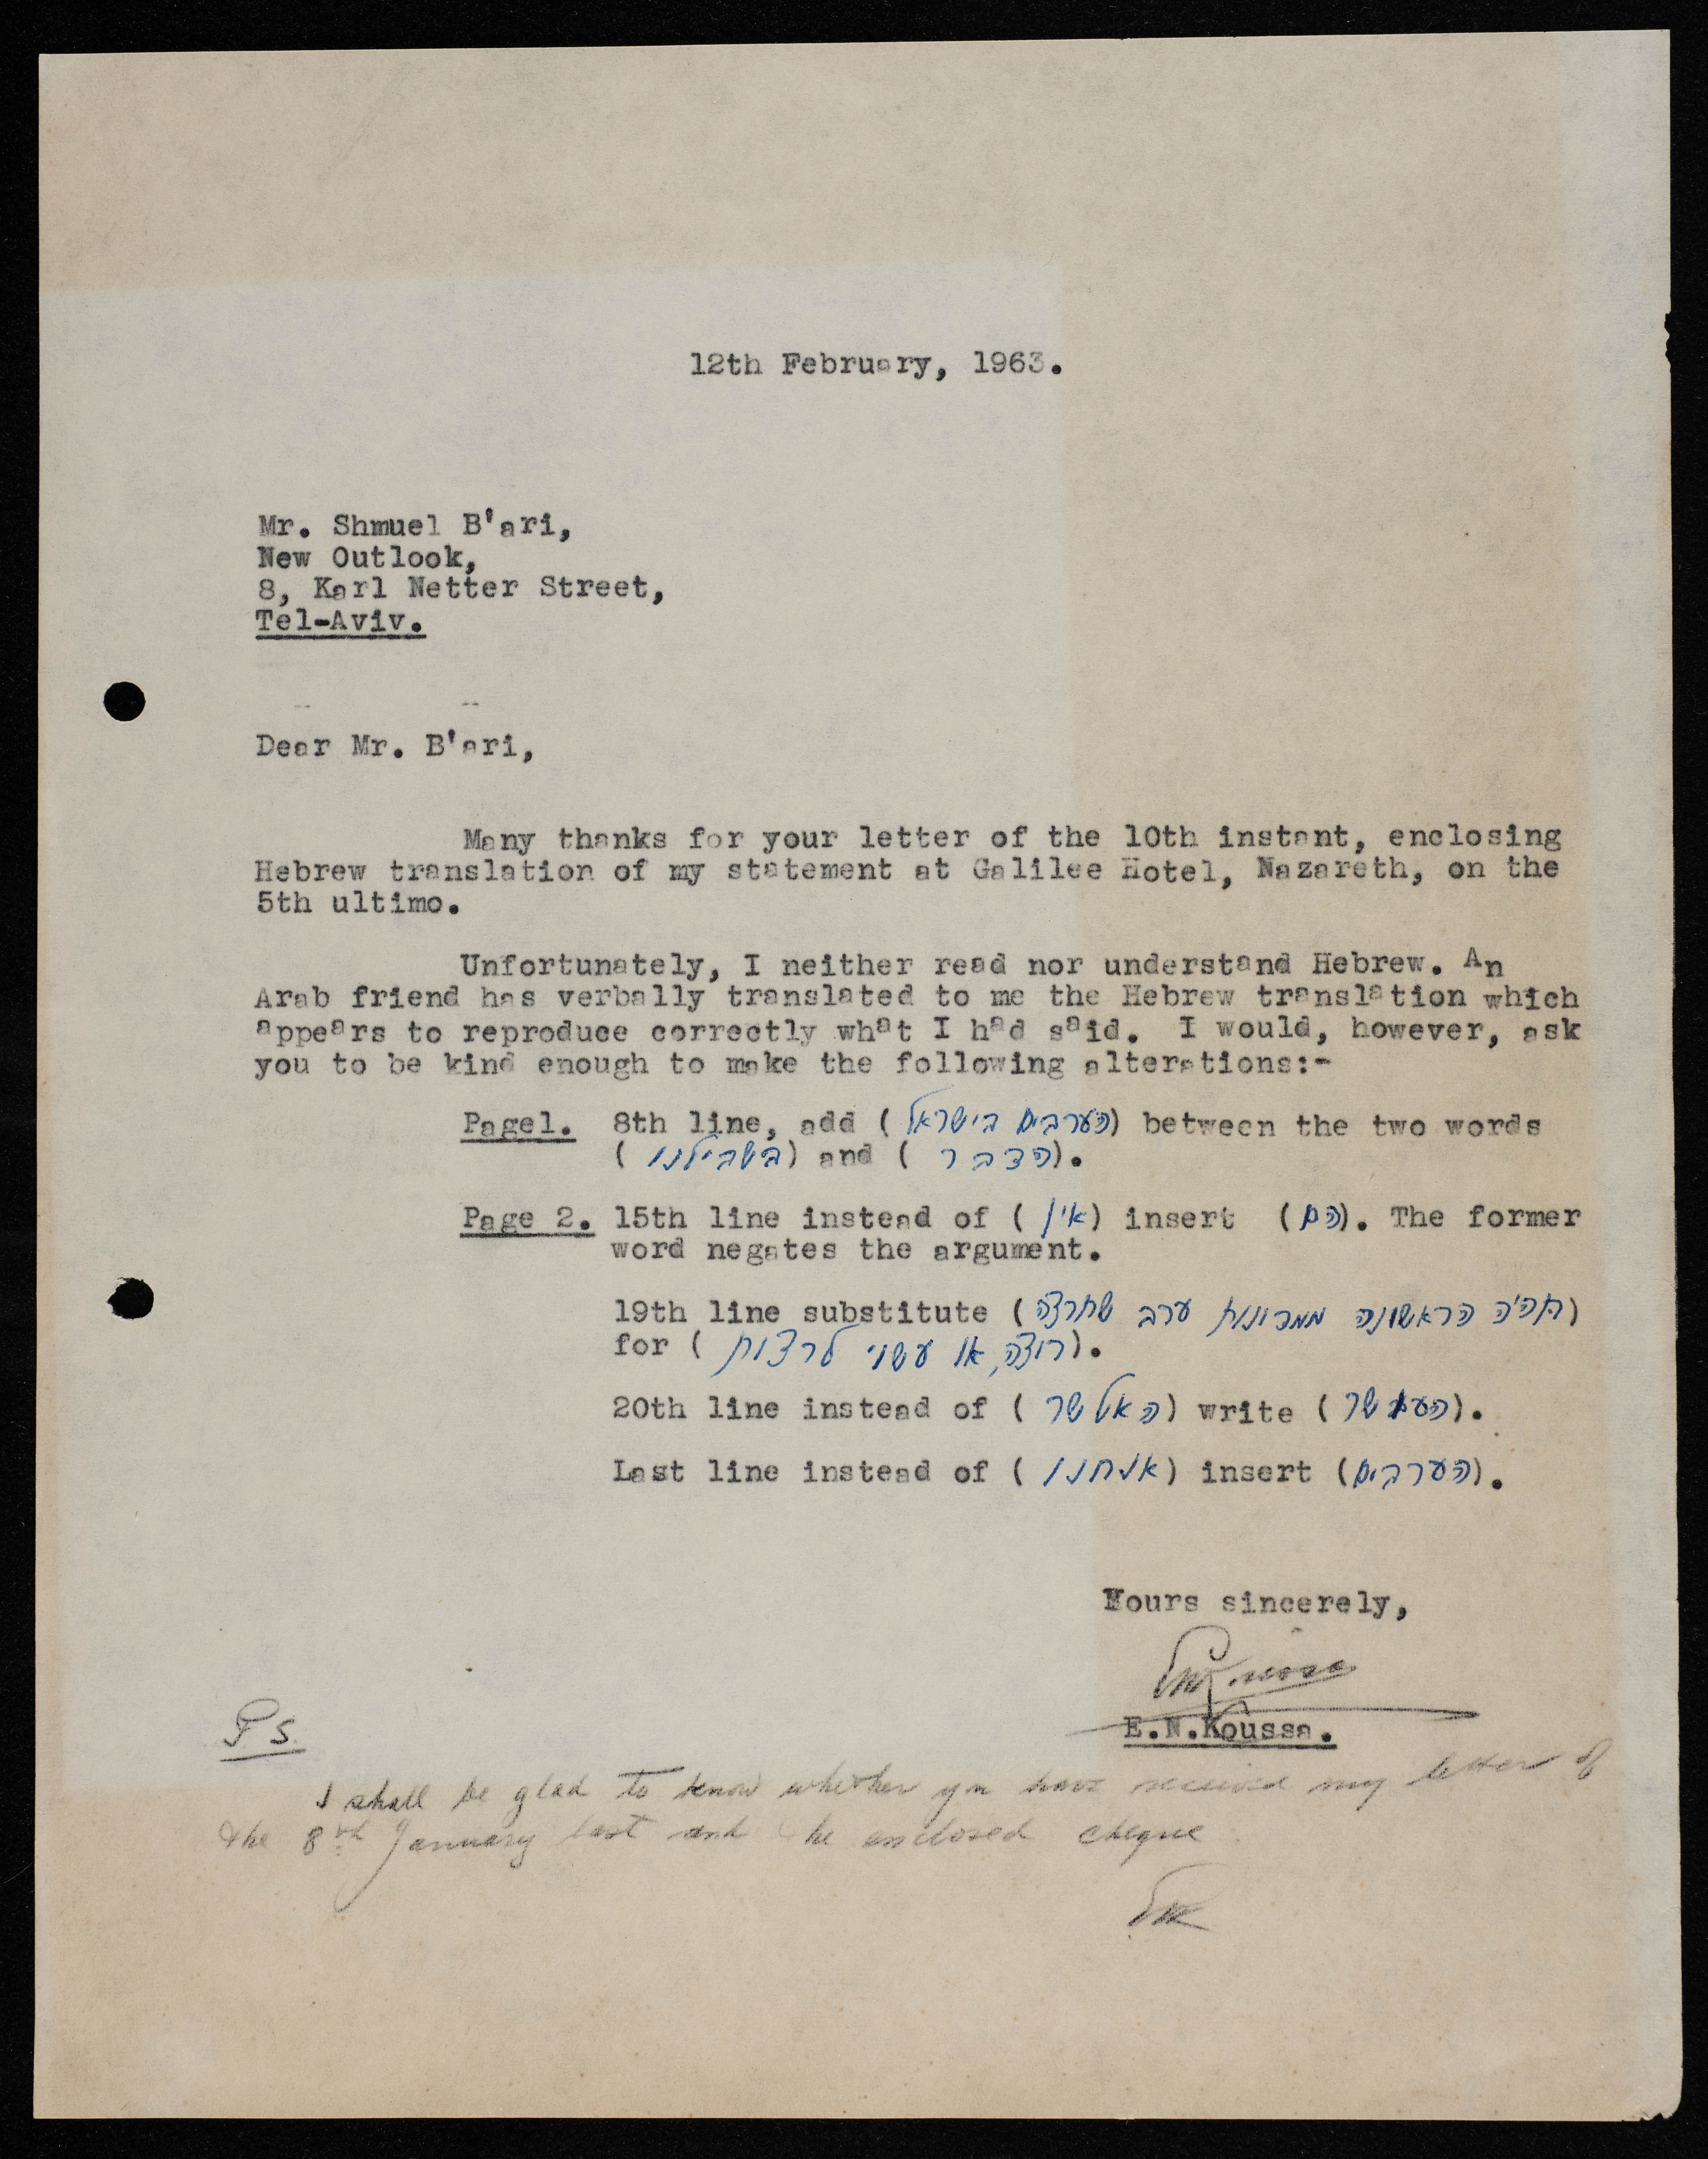 12th February, 1963.
Mr. Shmuel B'ari,
New Outlook,
8, Karl Netter Street,
Tel-Aviv.
Dear Mr. B'ari,
Many thanks for your letter of the 10th instant, enclosing
Hebrew translation of my statement at Galilee Hotel, Nazareth, on the
5th ultimo.
Unfortunately, I neither read nor understand Hebrew. An
Arab friend has verbally translated to me the Hebrew translation which
appears to reproduce correctly what I had said. I would, however, ask
you to be kind enough to make the following alterations:-
Page1. 8th line, add (הערבים בישראל) between the two words
(בשבילנו) and (הדבר).
Page 2. 15th line instead of (אין) insert (הם). The former
word negates the argument.
19th line substitute (תהיה הראשונה ממדינות ערב שתרצה)
for (רוצה, או עשוי לרצות).
20th line instead of (האלשר) write (העשר).
Last line instead of (אנחנו) insert (הערבים).
Yours sincerely,
E.N.Koussa.
Ps
I shall be glad to know whether you have received my letter of
the 8th January last and the enclosed cheque